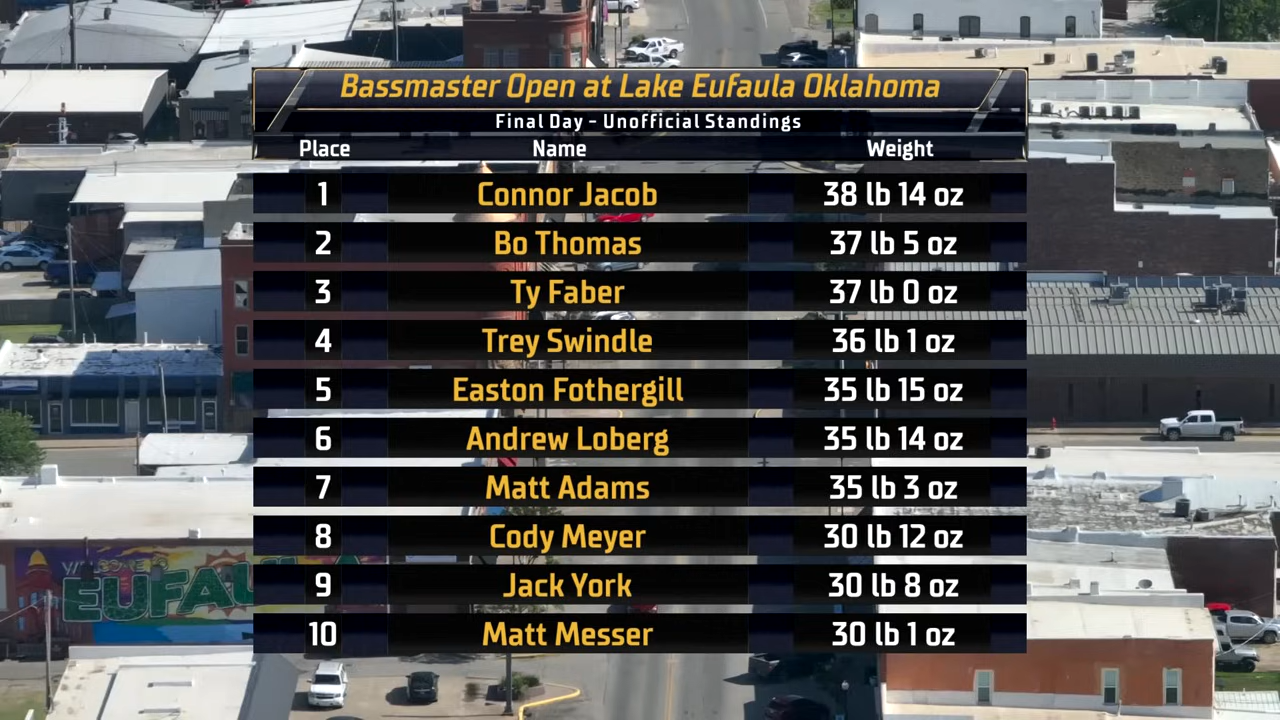 Bassmaster Open at Lake Eufaula Oklahoma
Final Day - Unofficial Standings
Place Name Weight
1 Connor Jacob 38 lb 14 oz
2 Bo Thomas 37 lb 5 oz
3 Ty Faber 37 lb 0 oz
4 Trey Swindle 36 lb 1 oz
5 Easton Fothergill 35 lb 15 oz
6 Andrew Loberg 35 lb 14 oz
7 Matt Adams 35 lb 3 oz
8 Cody Meyer 30 lb 12 oz
9 Jack York 30 lb 8 oz
10 Matt Messer 30 lb 1 oz
EUFAUL